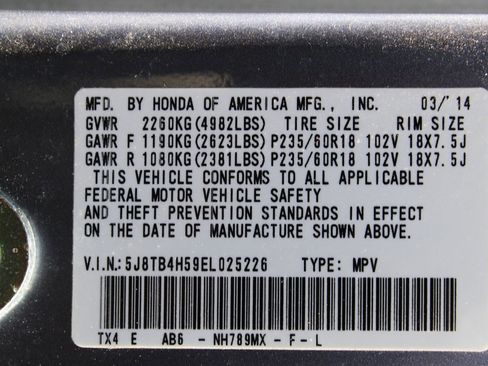 MFD. BY HONDA OF AMERICA MFG., INC. 03/'14
GVWR 2260KG(4982LBS) TIRE SIZE RIM SIZE
GAWR F 1190KG(2623LBS) P235/60R18 102V 18X7.5J
GAWR R 1080KG(2381LBS) P235/60R18 102V 18X7.5J
THIS VEHICLE CONFORMS TO ALL APPLICABLE
FEDERAL MOTOR VEHICLE SAFETY
AND THEFT PREVENTION STANDARDS IN EFFECT
ON THE DATE OF MANUFACTURE SHOWN ABOVE.
V.I.N.:5J8TB4H59EL025226 TYPE: MPV
TX4 E AB6 - NH789MX - F - L